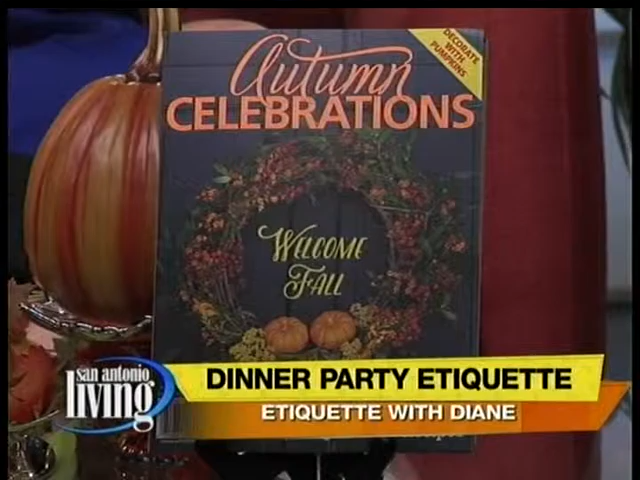 Autumn
CELEBRATIONS
DECORATE
WITH
PUMPKINS
WELCOME
FALL
san antonio
living
DINNER PARTY ETIQUETTE
ETIQUETTE WITH DIANE